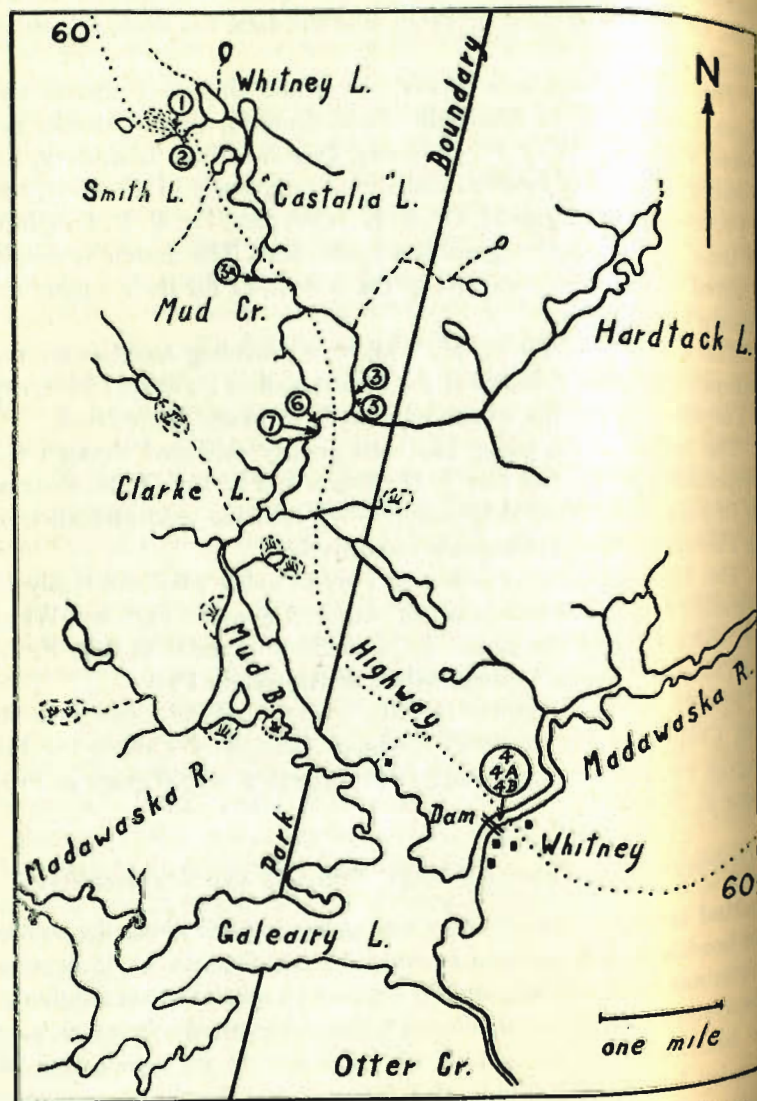 60
Whitney L.
N
1
2
Smith L.
"Castalia" L.
Boundary
3A
Mud Cr.
Hardtack L.
3
5
6
7
Clarke L.
Mud B.
Highway
4
4A
4B
Madawaska R.
Dam
Whitney
Madawaska R.
Park
60
Galeairy L.
one mile
Otter Cr.